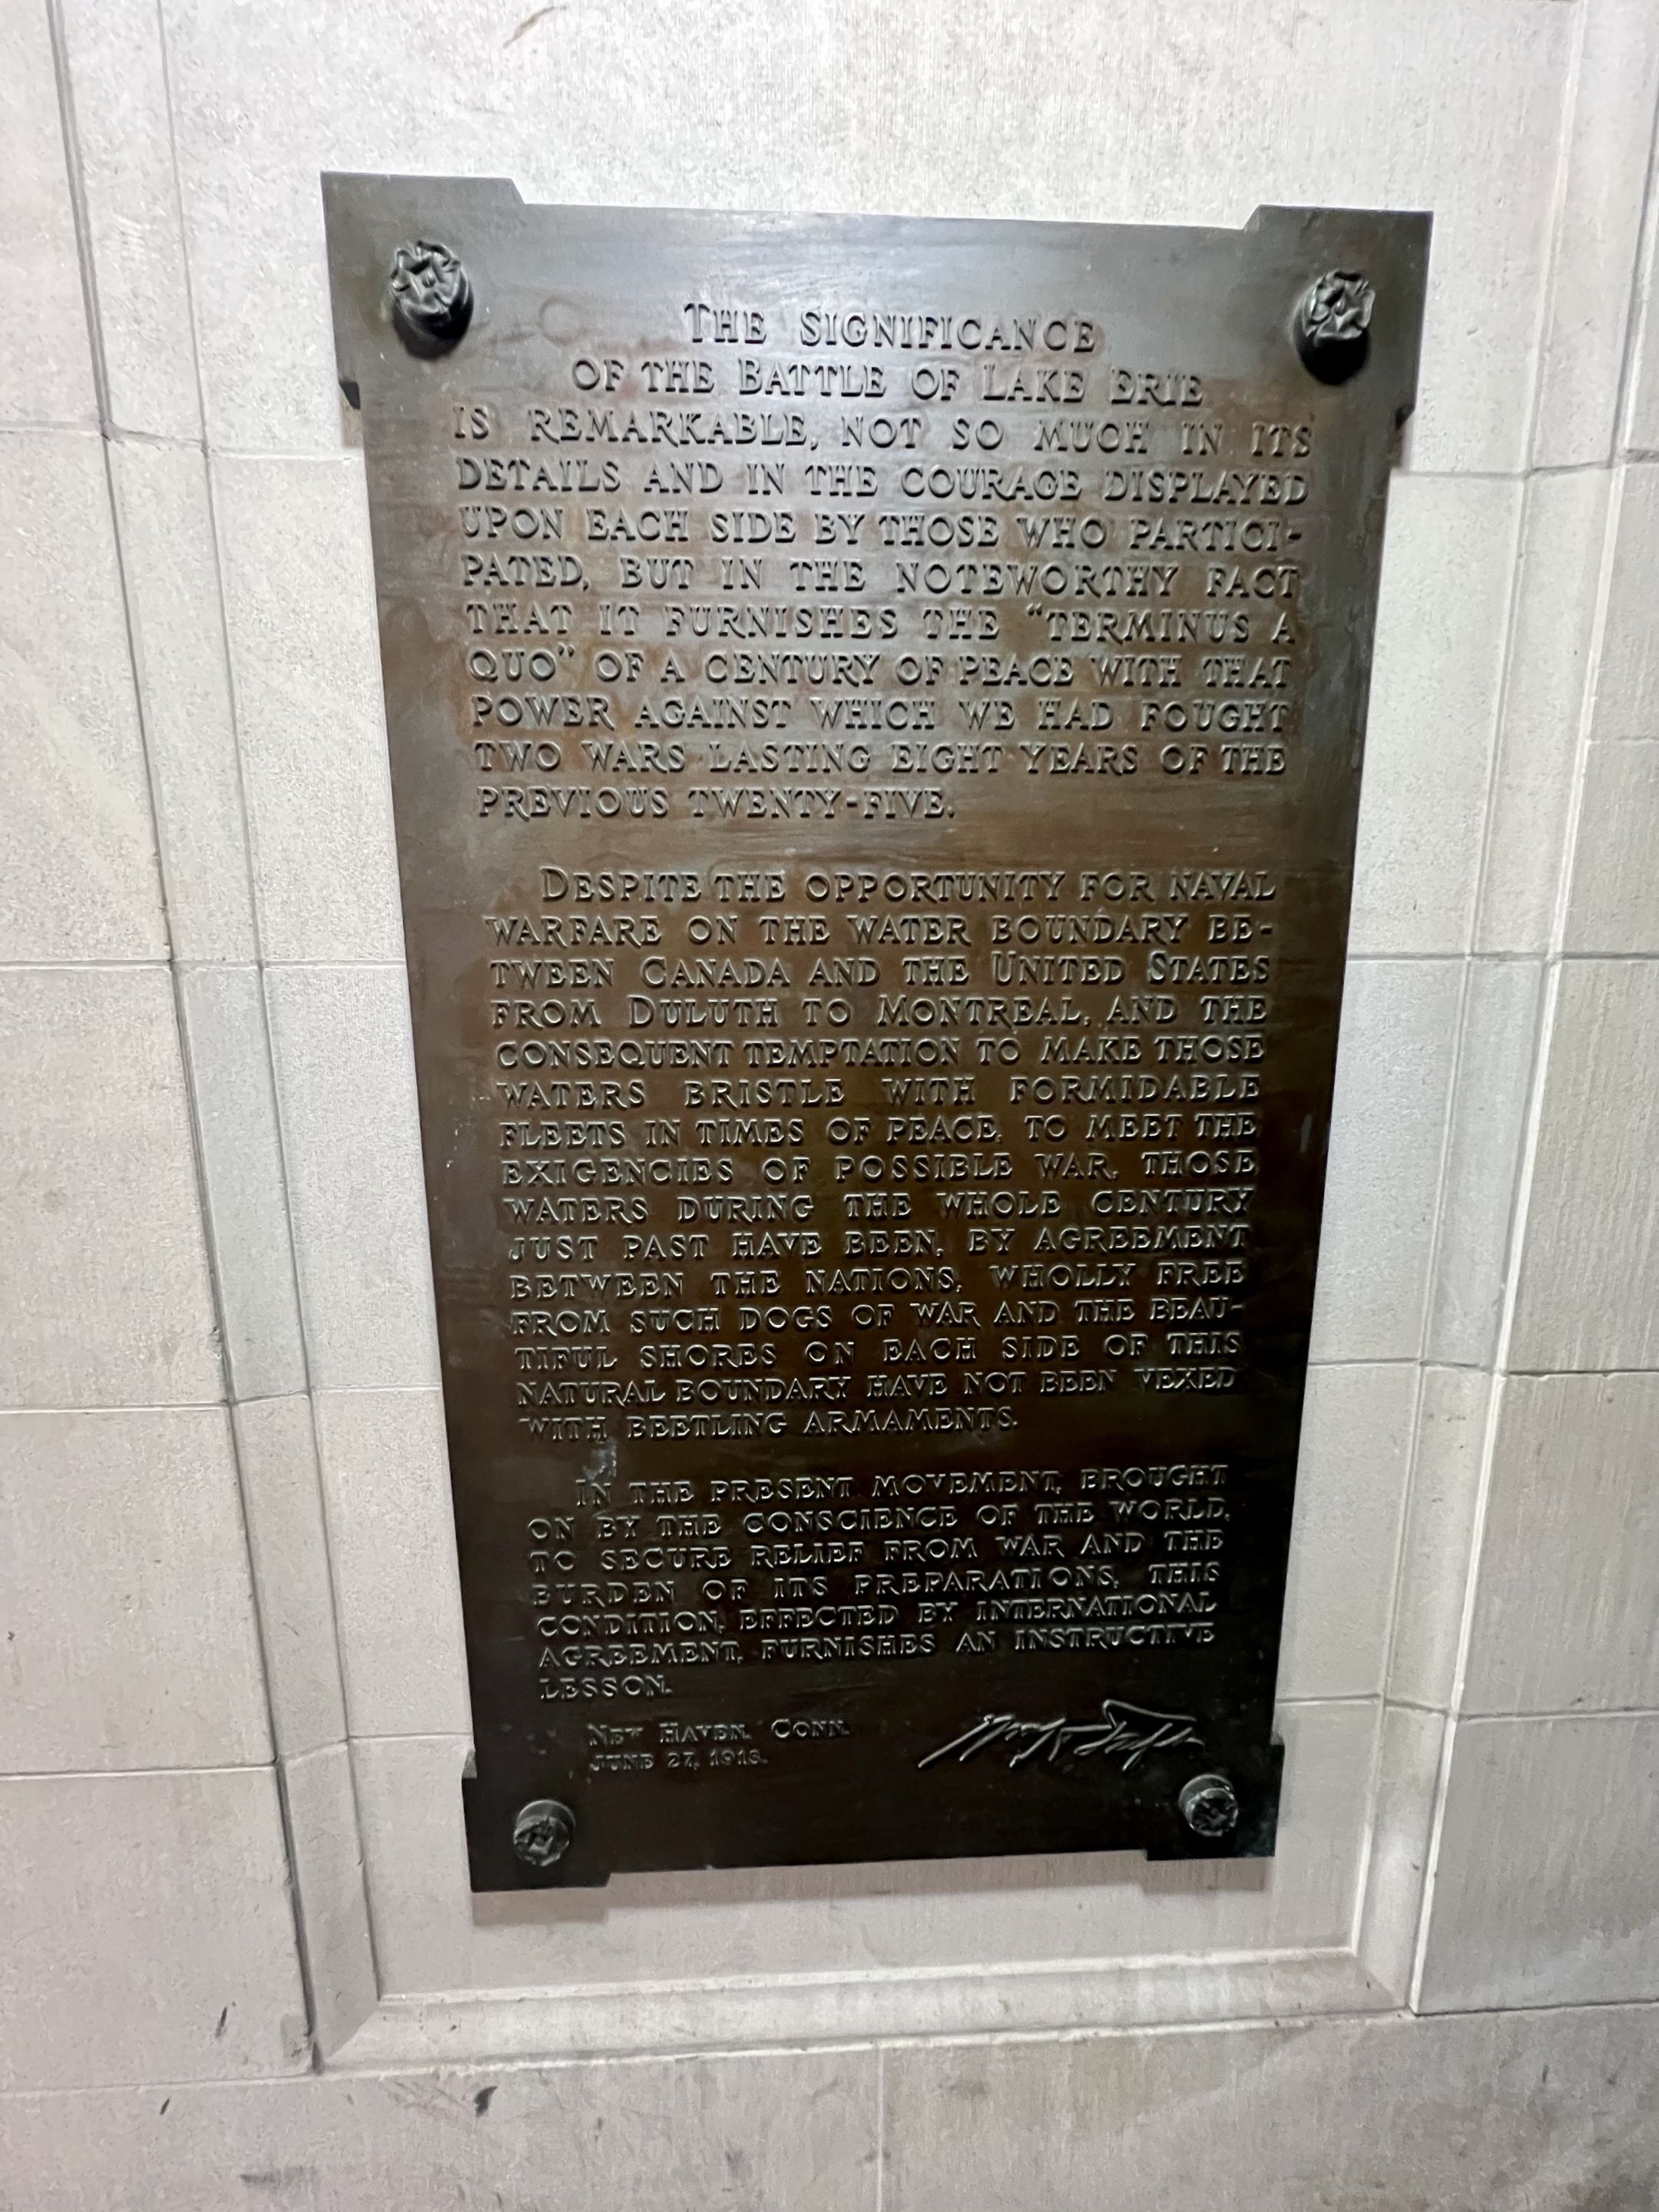 THE SIGNIFICANCE
OF THE BATTLE OF LAKE ERIE
IS REMARKABLE, NOT SO MUCH IN ITS
DETAILS AND IN THE COURAGE DISPLAYED
UPON EACH SIDE BY THOSE WHO PARTICI-
PATED, BUT IN THE NOTEWORTHY FACT
THAT IT FURNISHES THE "TERMINUS A
QUO" OF A CENTURY OF PEACE WITH THAT
POWER AGAINST WHICH WE HAD FOUGHT
TWO WARS LASTING EIGHT YEARS OF THE
PREVIOUS TWENTY-FIVE.
DESPITE THE OPPORTUNITY FOR NAVAL
WARFARE ON THE WATER BOUNDARY BE-
TWEEN CANADA AND THE UNITED STATES
FROM DULUTH TO MONTREAL, AND THE
CONSEQUENT TEMPTATION TO MAKE THOSE
WATERS BRISTLE WITH FORMIDABLE
FLEETS IN TIMES OF PEACE, TO MEET THE
EXIGENCIES OF POSSIBLE WAR, THOSE
WATERS DURING THE WHOLE CENTURY
JUST PAST HAVE BEEN, BY AGREEMENT
BETWEEN THE NATIONS, WHOLLY FREE
FROM SUCH DOGS OF WAR AND THE BEAU-
TIFUL SHORES ON EACH SIDE OF THIS
NATURAL BOUNDARY HAVE NOT BEEN VEXED
WITH BEETLING ARMAMENTS.
IN THE PRESENT MOVEMENT, BROUGHT
ON BY THE CONSCIENCE OF THE WORLD,
TO SECURE RELIEF FROM WAR AND THE
BURDEN OF ITS PREPARATIONS, THIS
CONDITION, EFFECTED BY INTERNATIONAL
AGREEMENT, FURNISHES AN INSTRUCTIVE
LESSON.
NEW HAVEN, CONN.
JUNE 27, 1913.
Wm H Taft